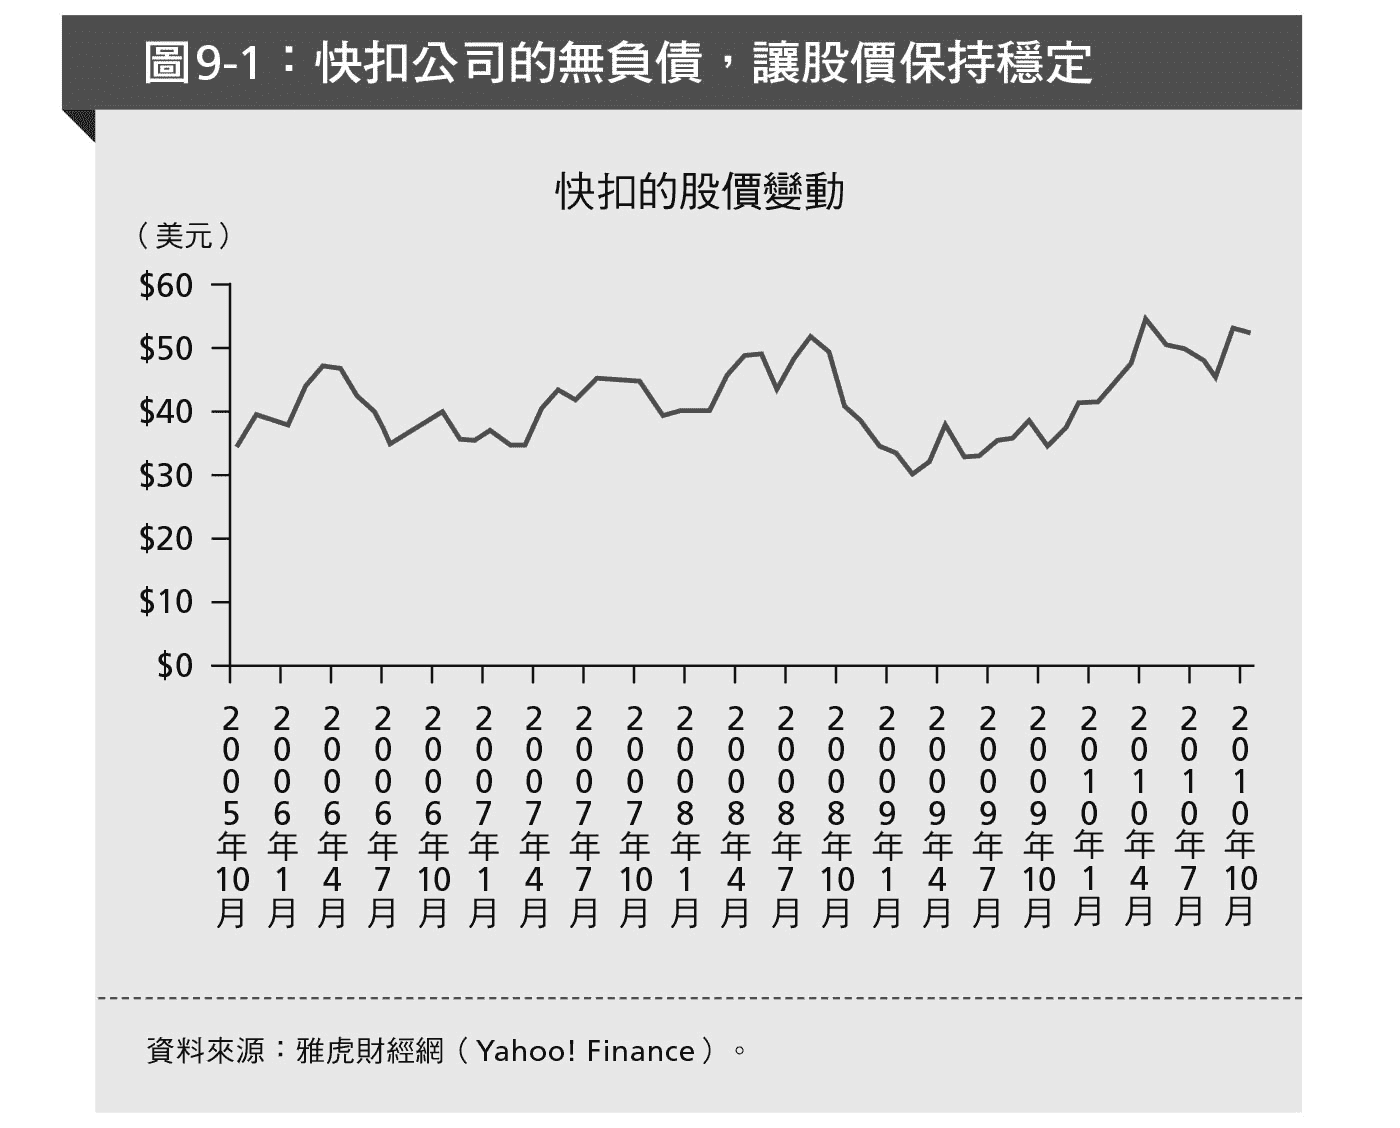 圖9-1：快扣公司的無負債，讓股價保持穩定
快扣的股價變動
（美元）
$60
$50
$40
$30
$20
$10
$0
2005年10月
2006年1月
2006年4月
2006年7月
2006年10月
2007年1月
2007年4月
2007年7月
2007年10月
2008年1月
2008年4月
2008年7月
2008年10月
2009年1月
2009年4月
2009年7月
2009年10月
2010年1月
2010年4月
2010年7月
2010年10月
資料來源：雅虎財經網（Yahoo! Finance）。